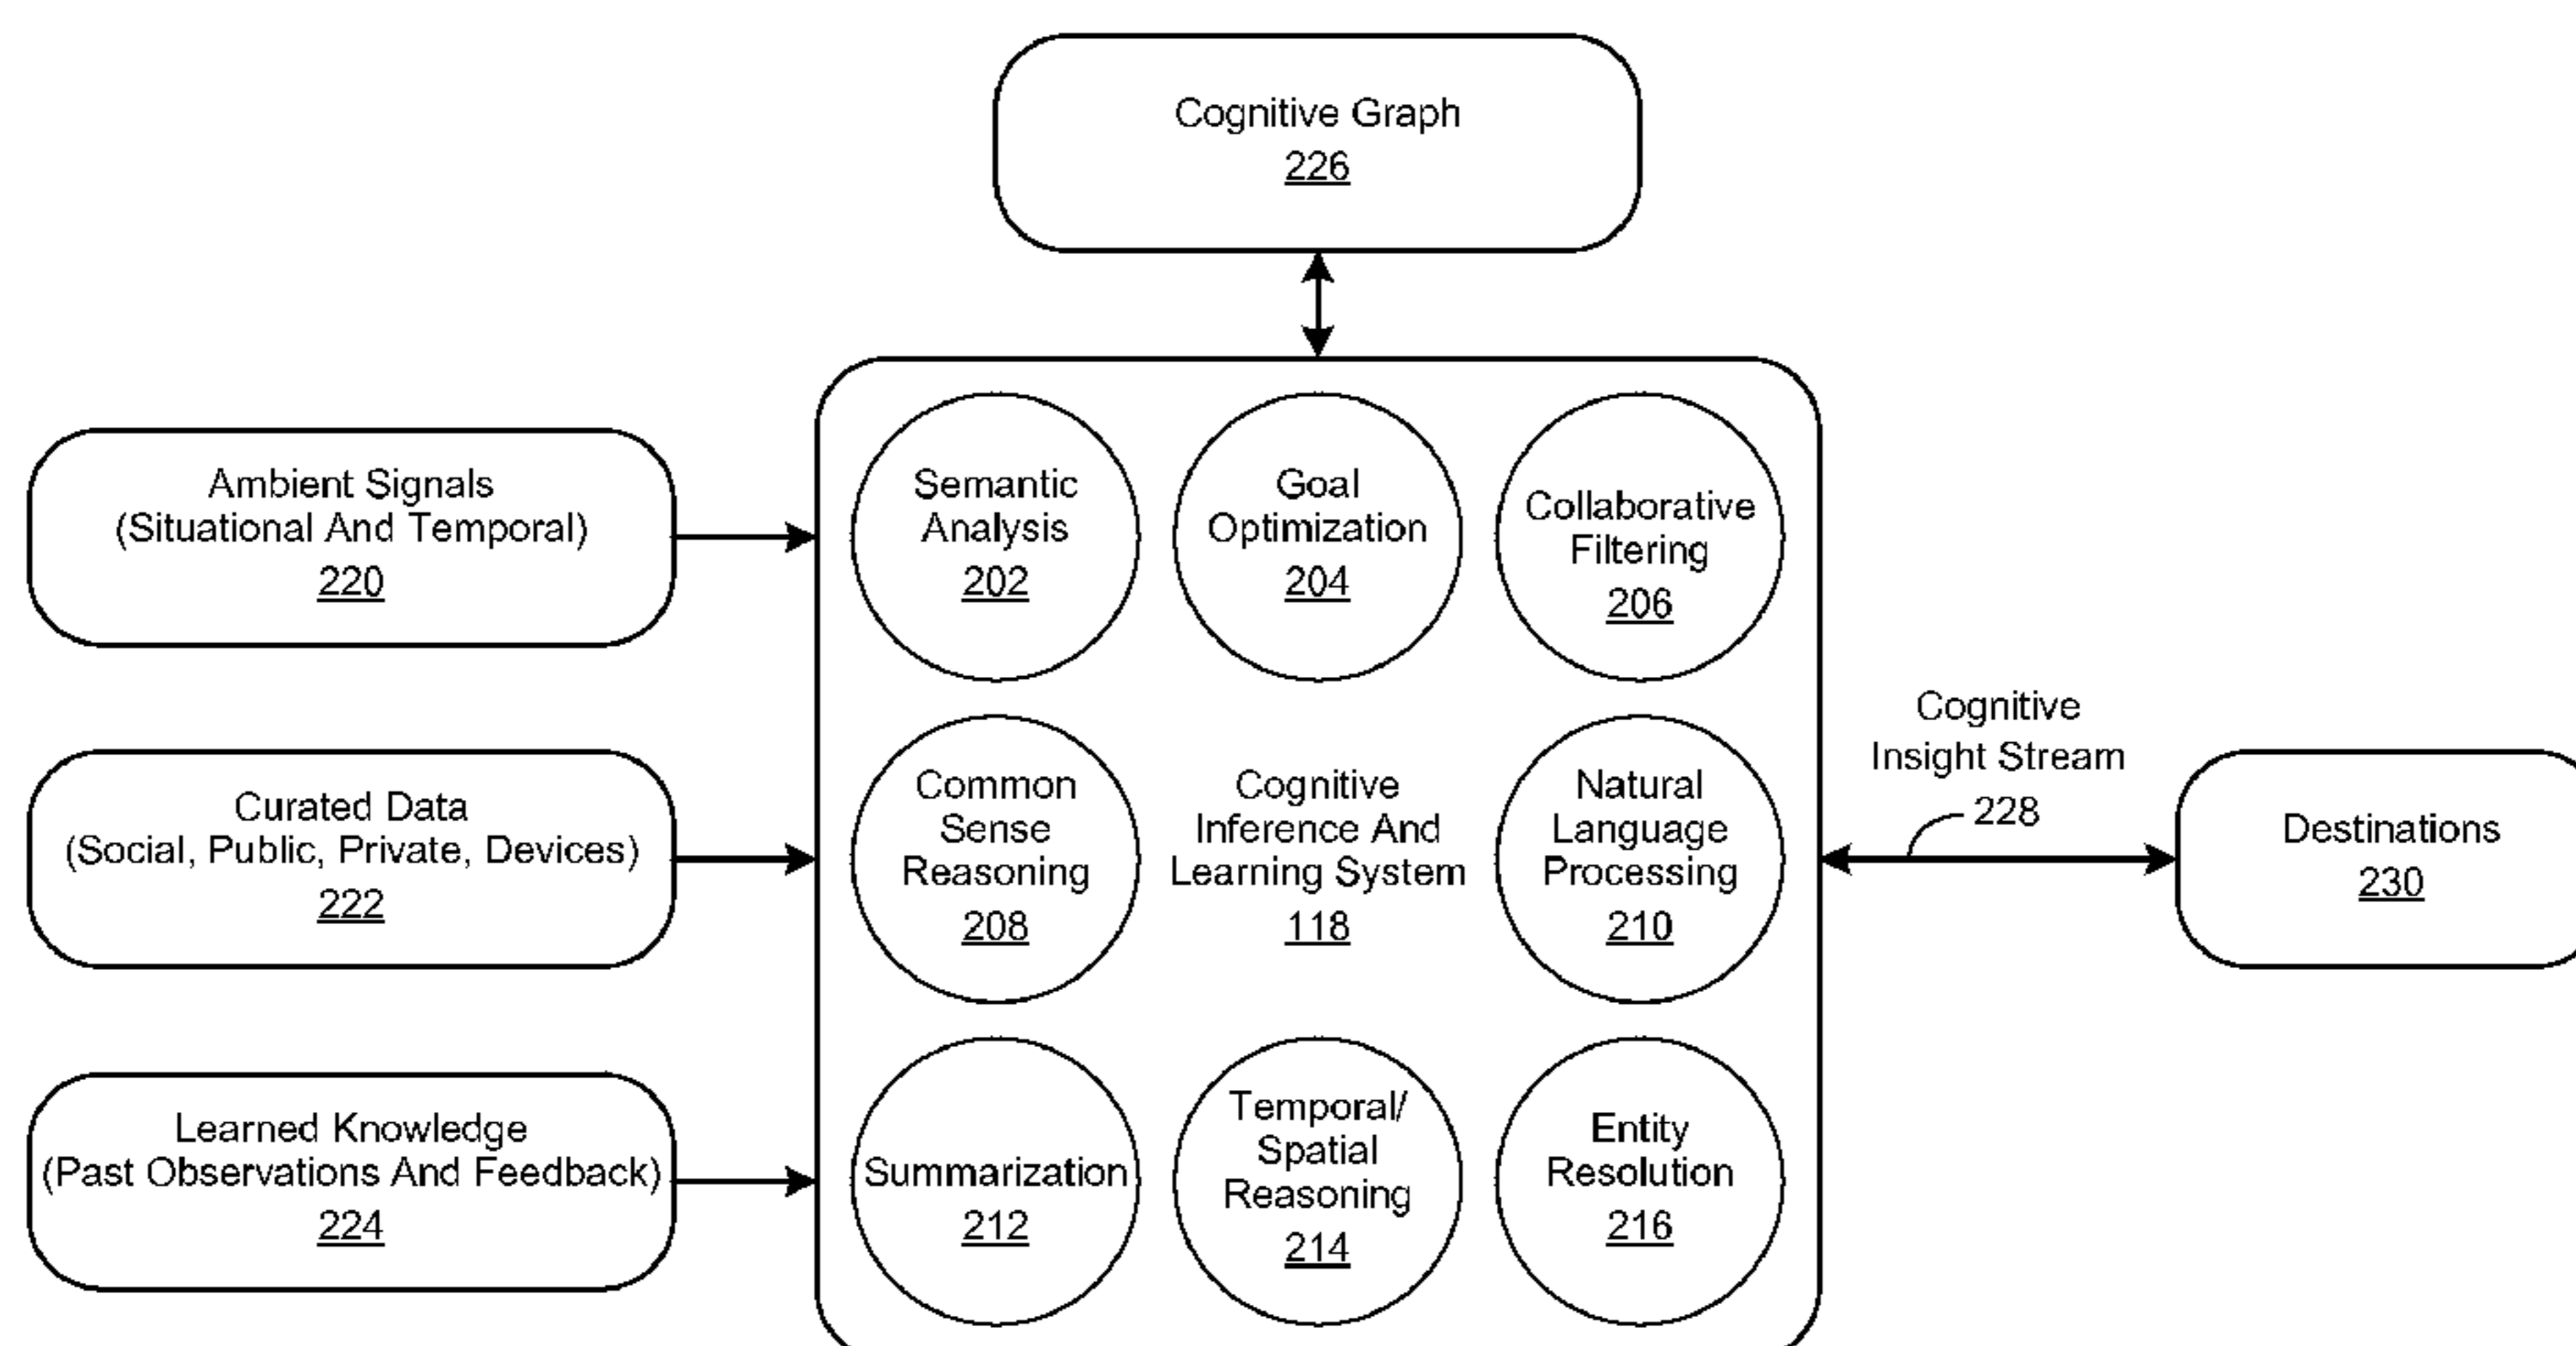 Cognitive Graph
226
Ambient Signals
(Situational And Temporal)
220
Curated Data
(Social, Public, Private, Devices)
222
Learned Knowledge
(Past Observations And Feedback)
224
Semantic
Analysis
202
Goal
Optimization
204
Collaborative
Filtering
206
Common
Sense
Reasoning
208
Cognitive
Inference And
Learning System
118
Natural
Language
Processing
210
Summarization
212
Temporal/
Spatial
Reasoning
214
Entity
Resolution
216
Cognitive
Insight Stream
228
Destinations
230